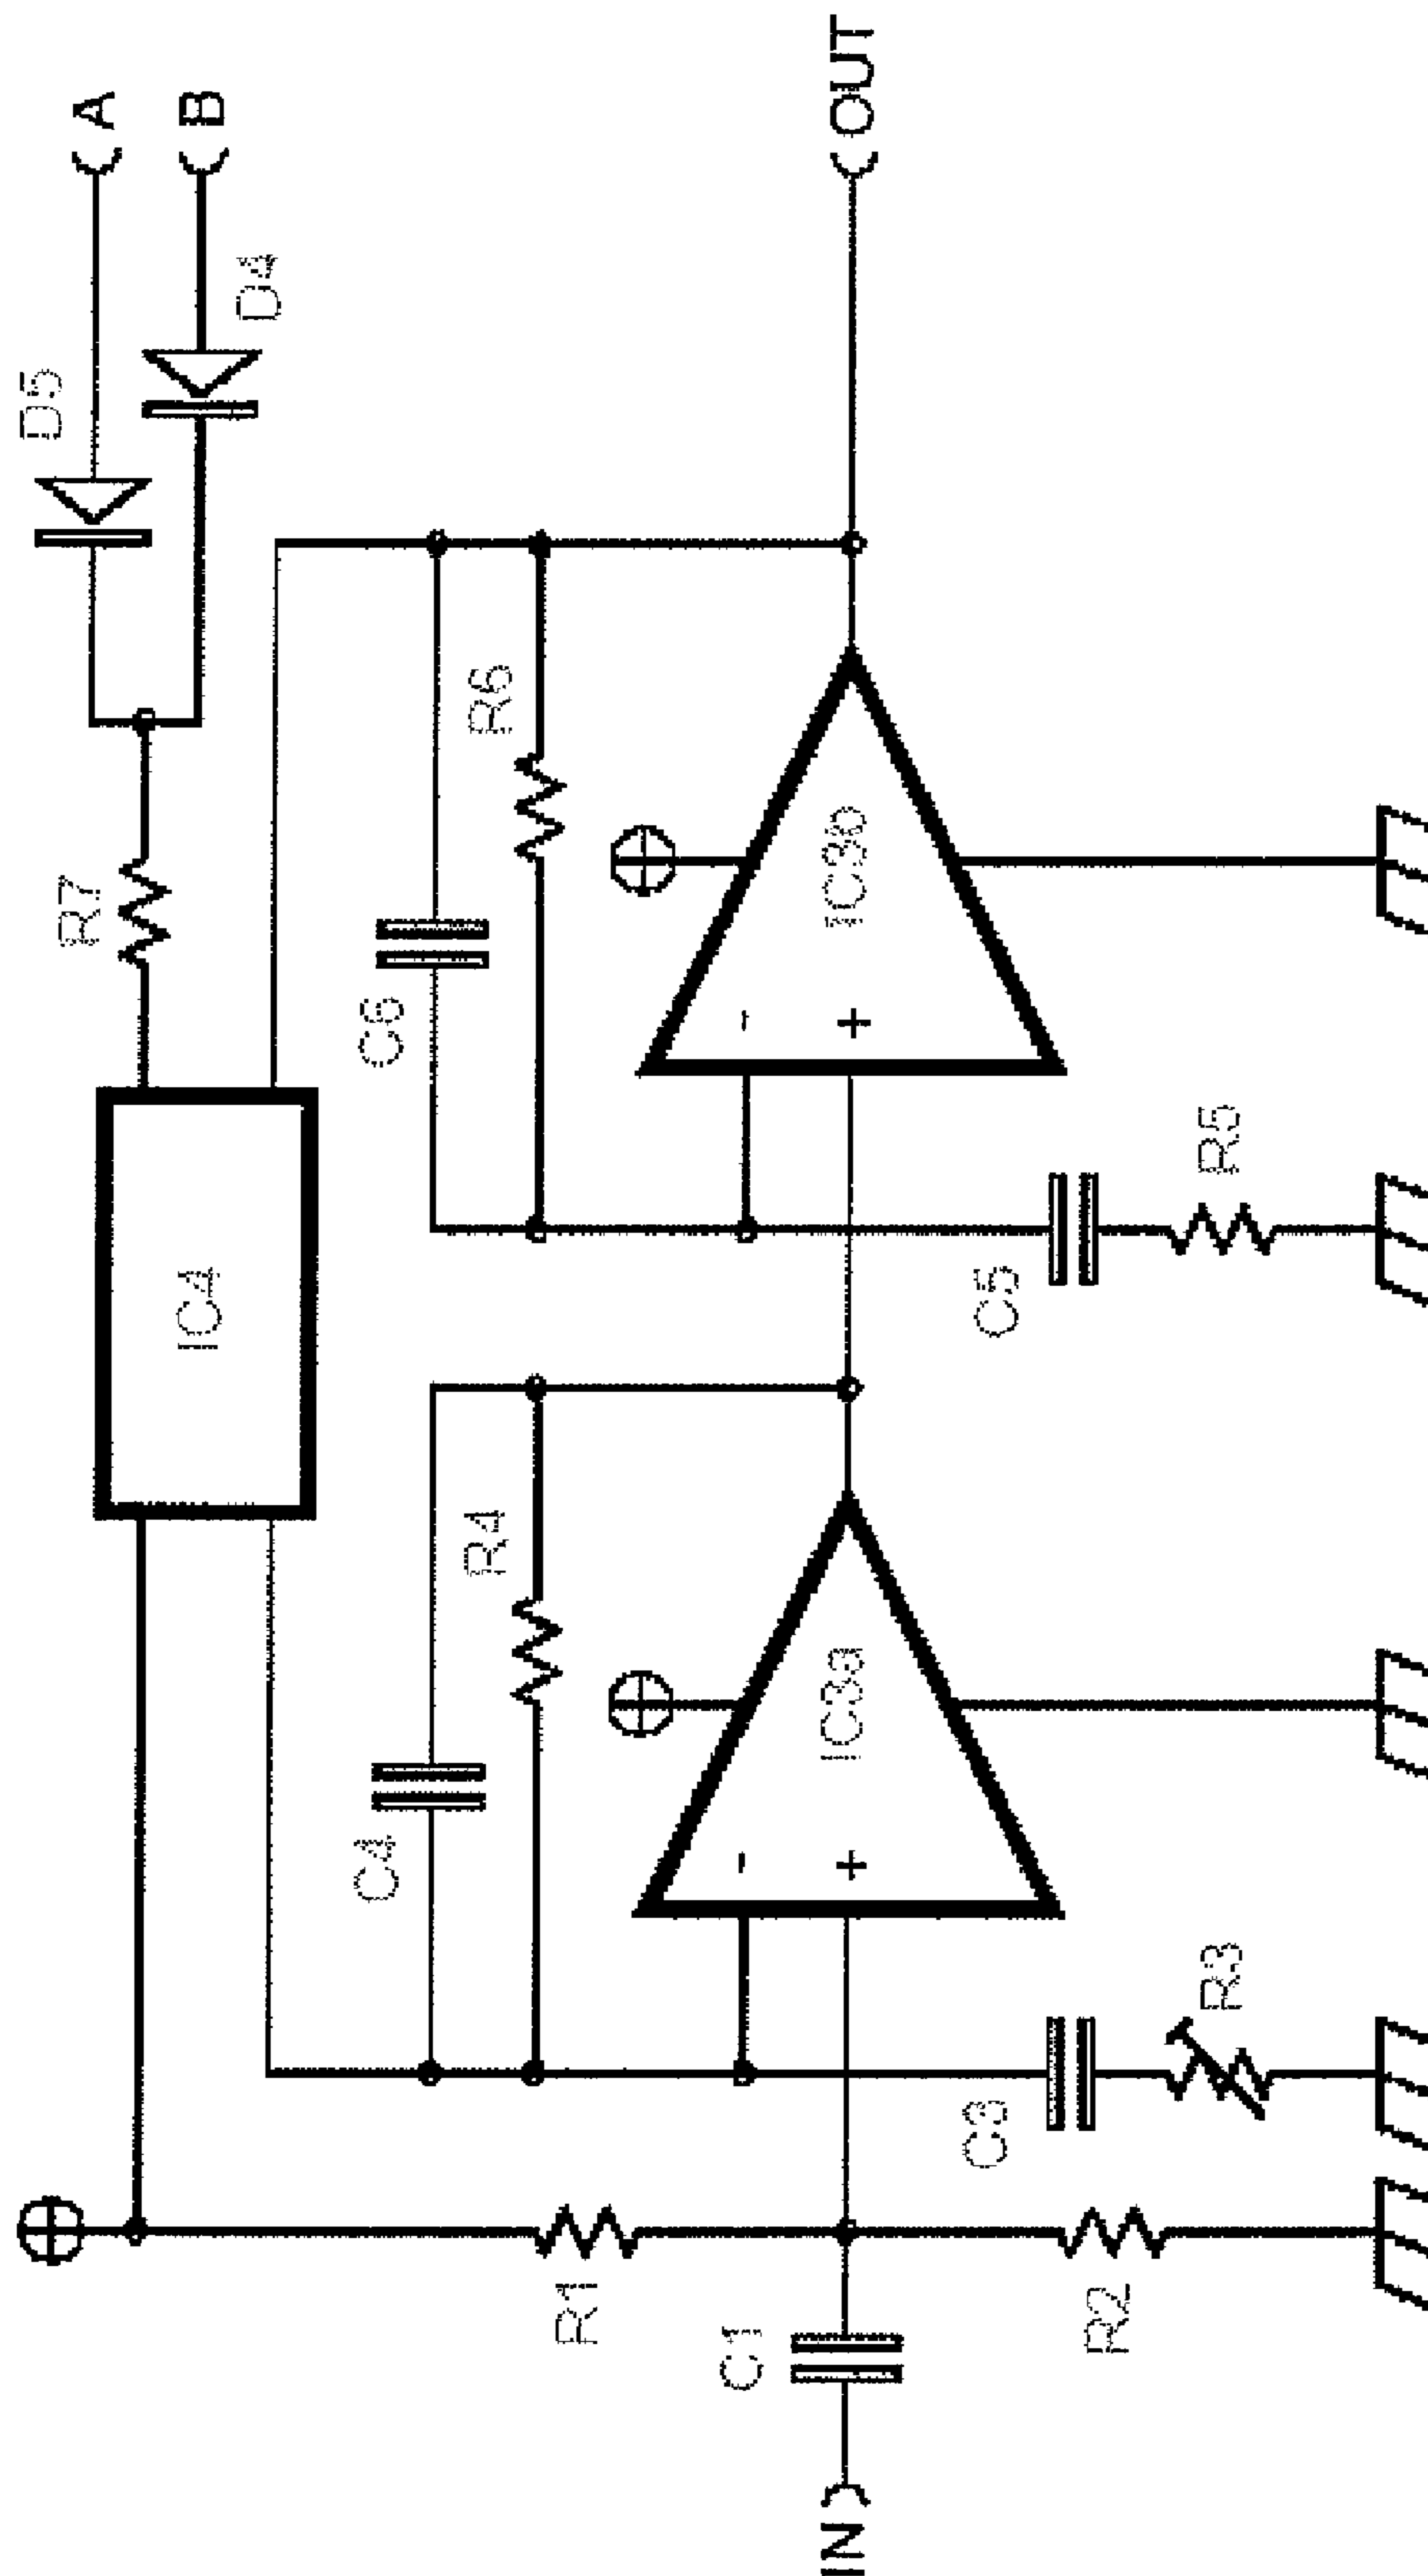 A
B
D5
D4
R7
IC4
C6
R6
C4
R4
IC3a
-
+
IC3b
-
+
OUT
C5
R5
C3
R3
R1
C1
R2
IN